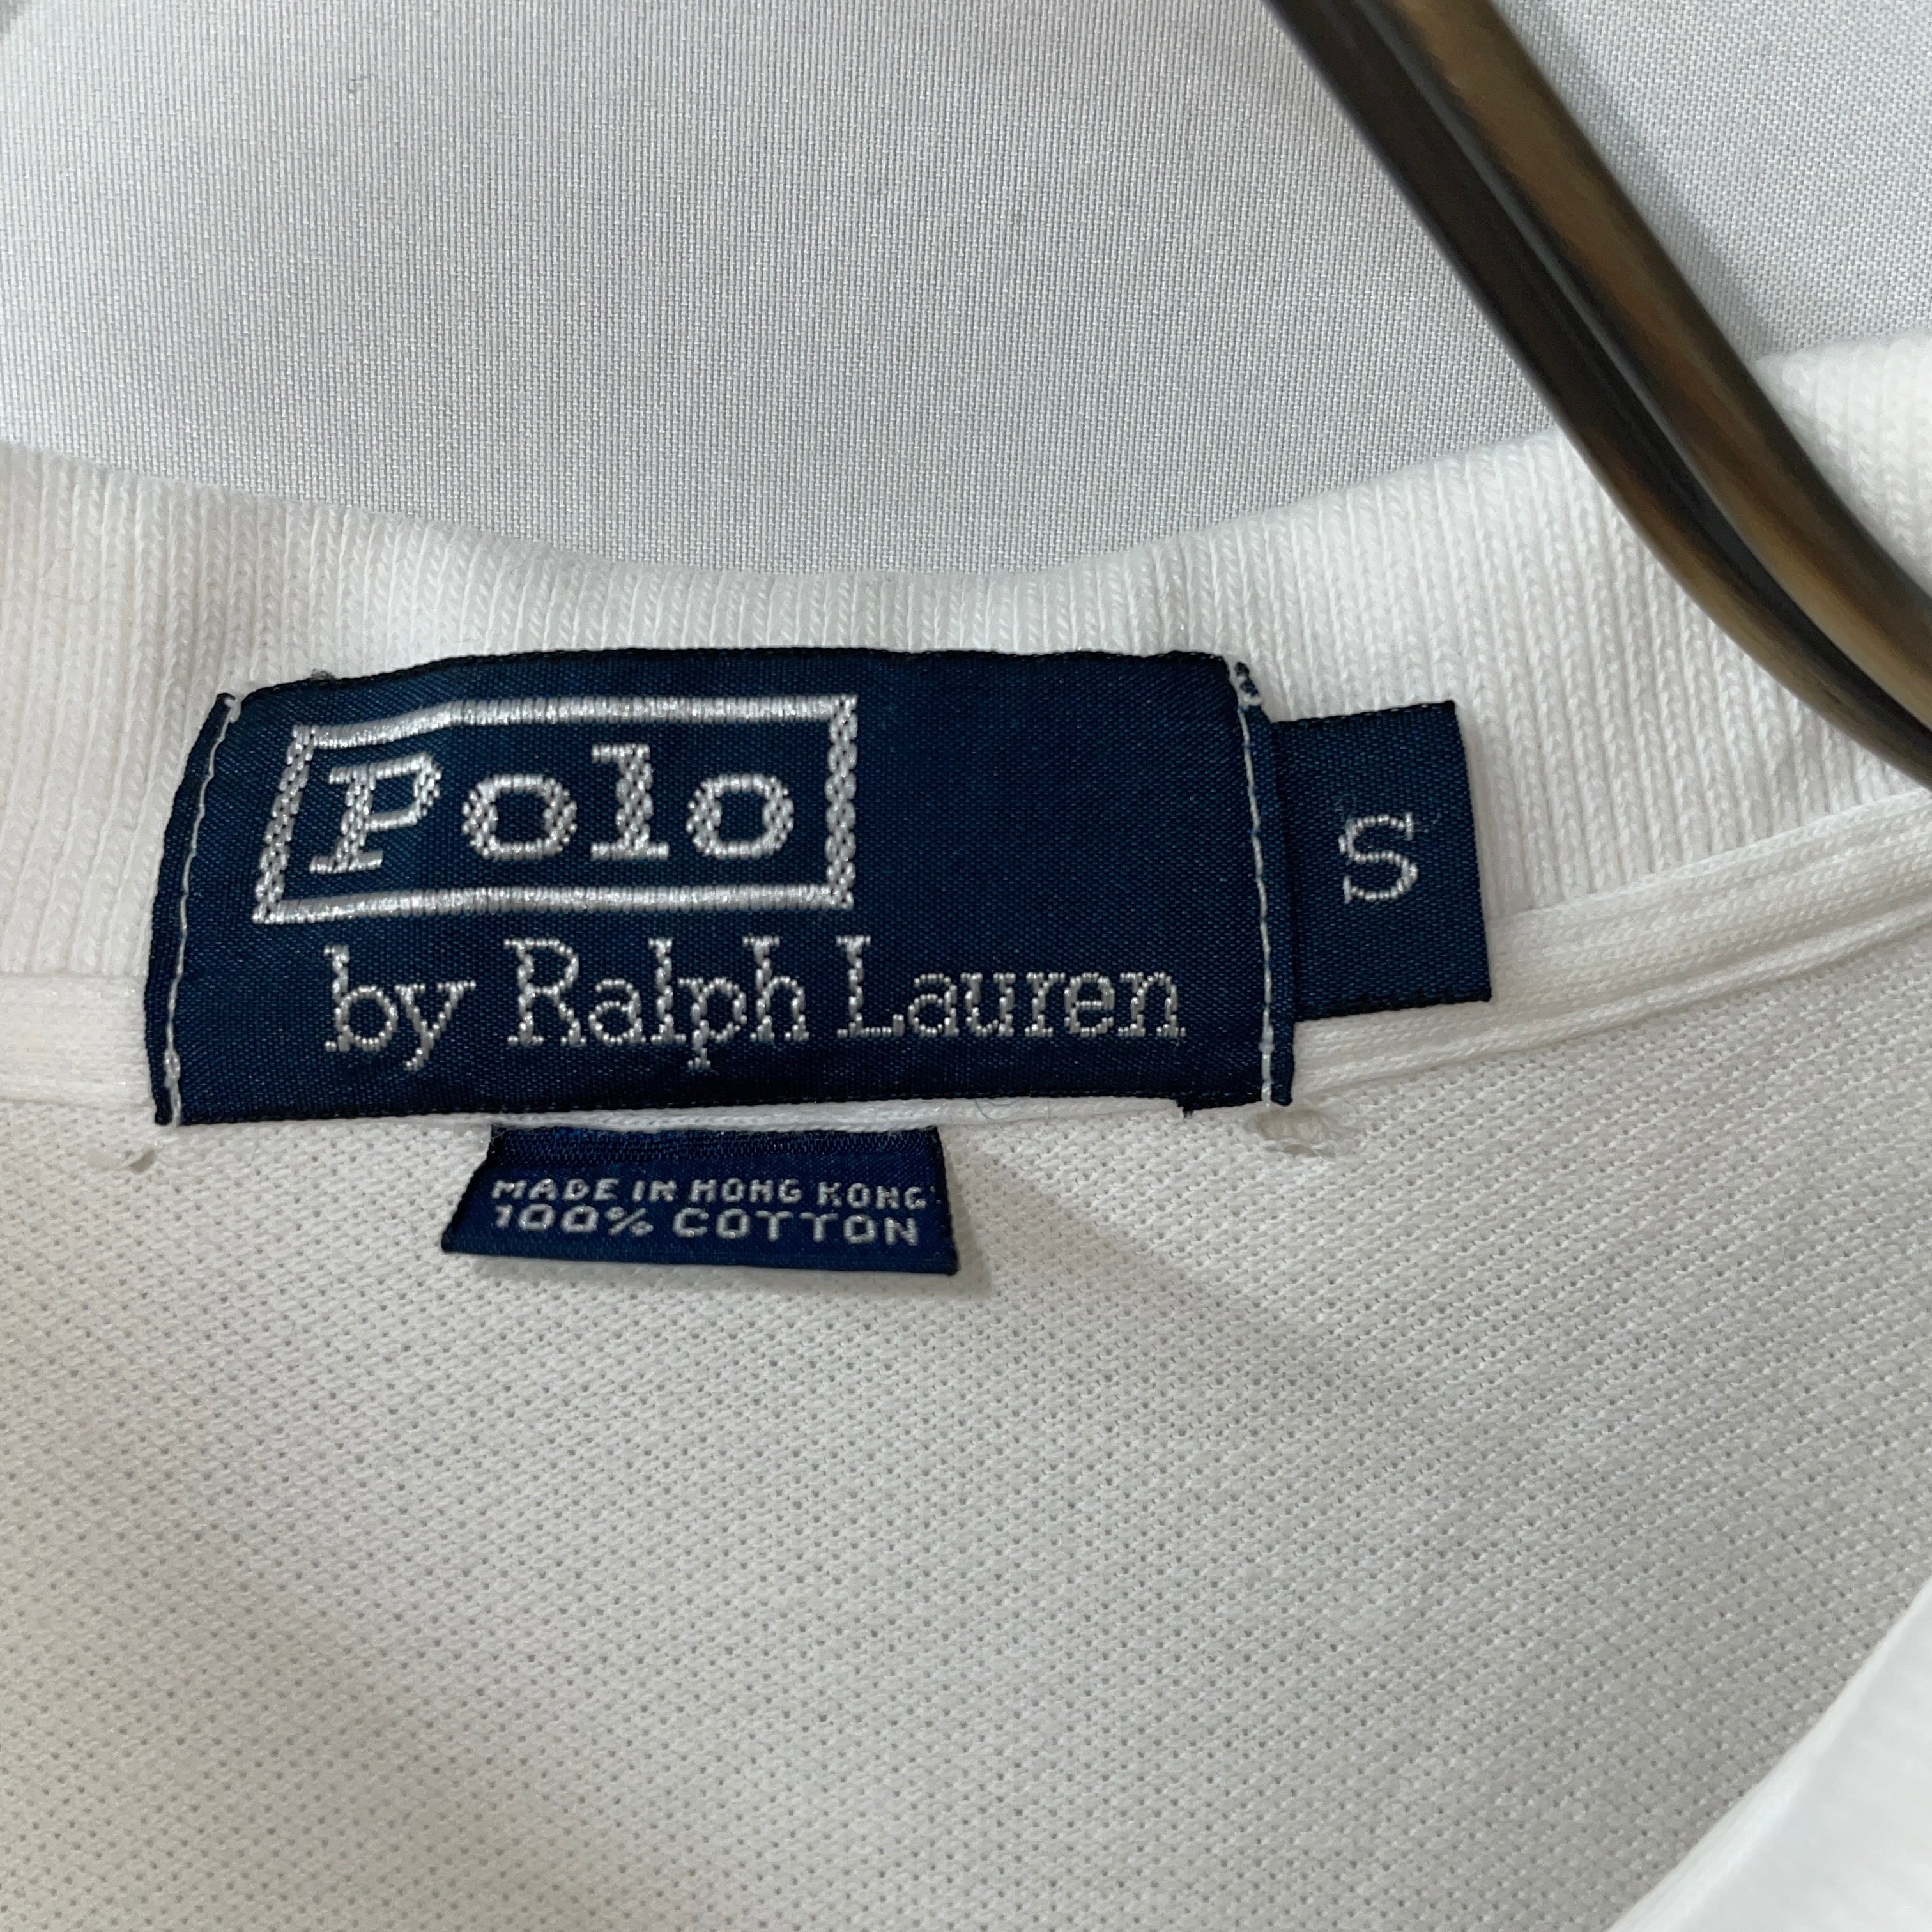 Polo
by Ralph Lauren
S
MADE IN HONG KONG
100% COTTON